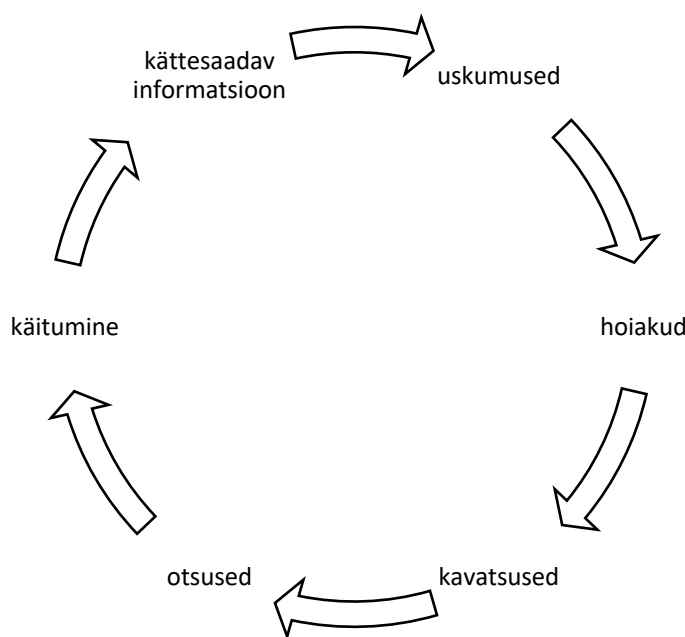 kättesaadav
informatsioon
uskumused
hoiakud
kavatsused
otsused
käitumine